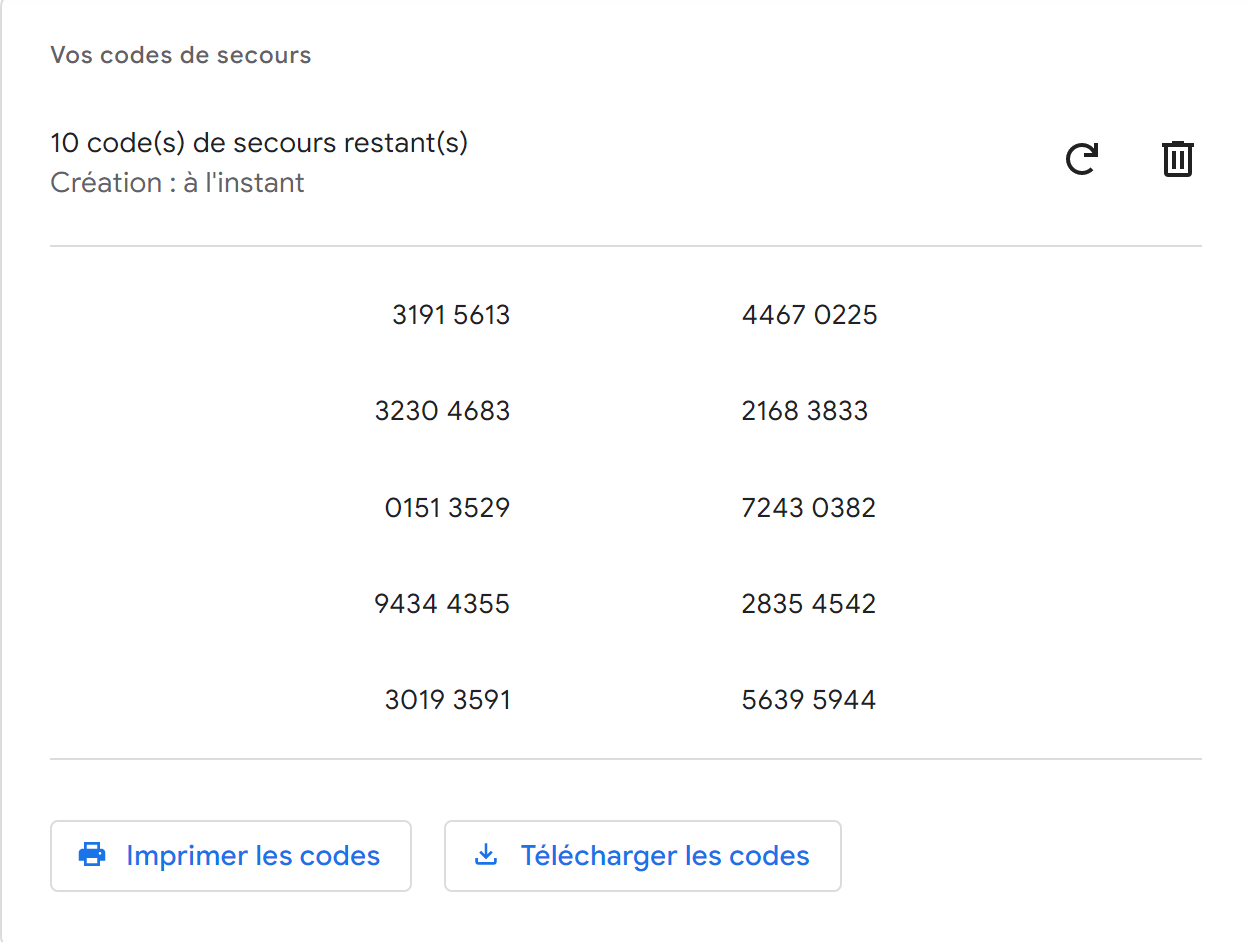 Vos codes de secours
10 code(s) de secours restant(s)
Création : à l'instant
3191 5613 4467 0225
3230 4683 2168 3833
0151 3529 7243 0382
9434 4355 2835 4542
3019 3591 5639 5944
Imprimer les codes Télécharger les codes